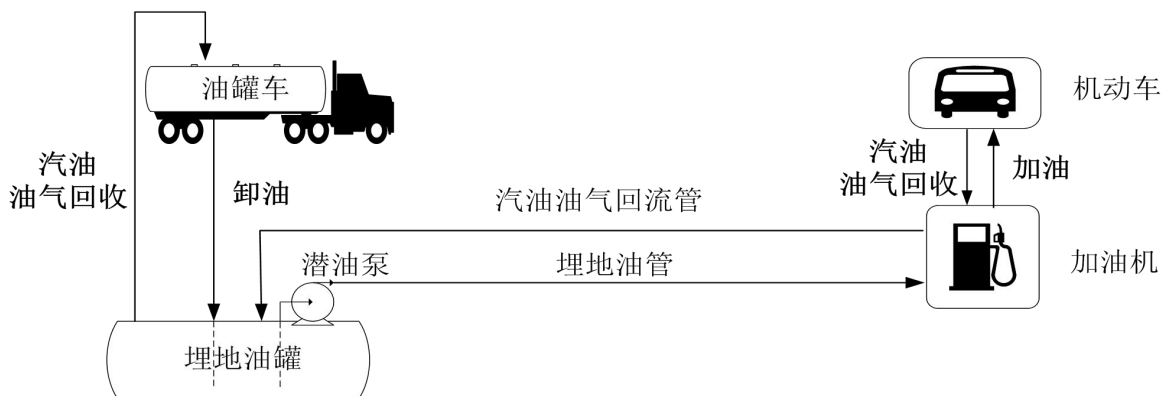 油罐车
机动车
汽油
油气回收
卸油
汽油
油气回收
加油
汽油油气回流管
潜油泵
埋地油管
加油机
埋地油罐